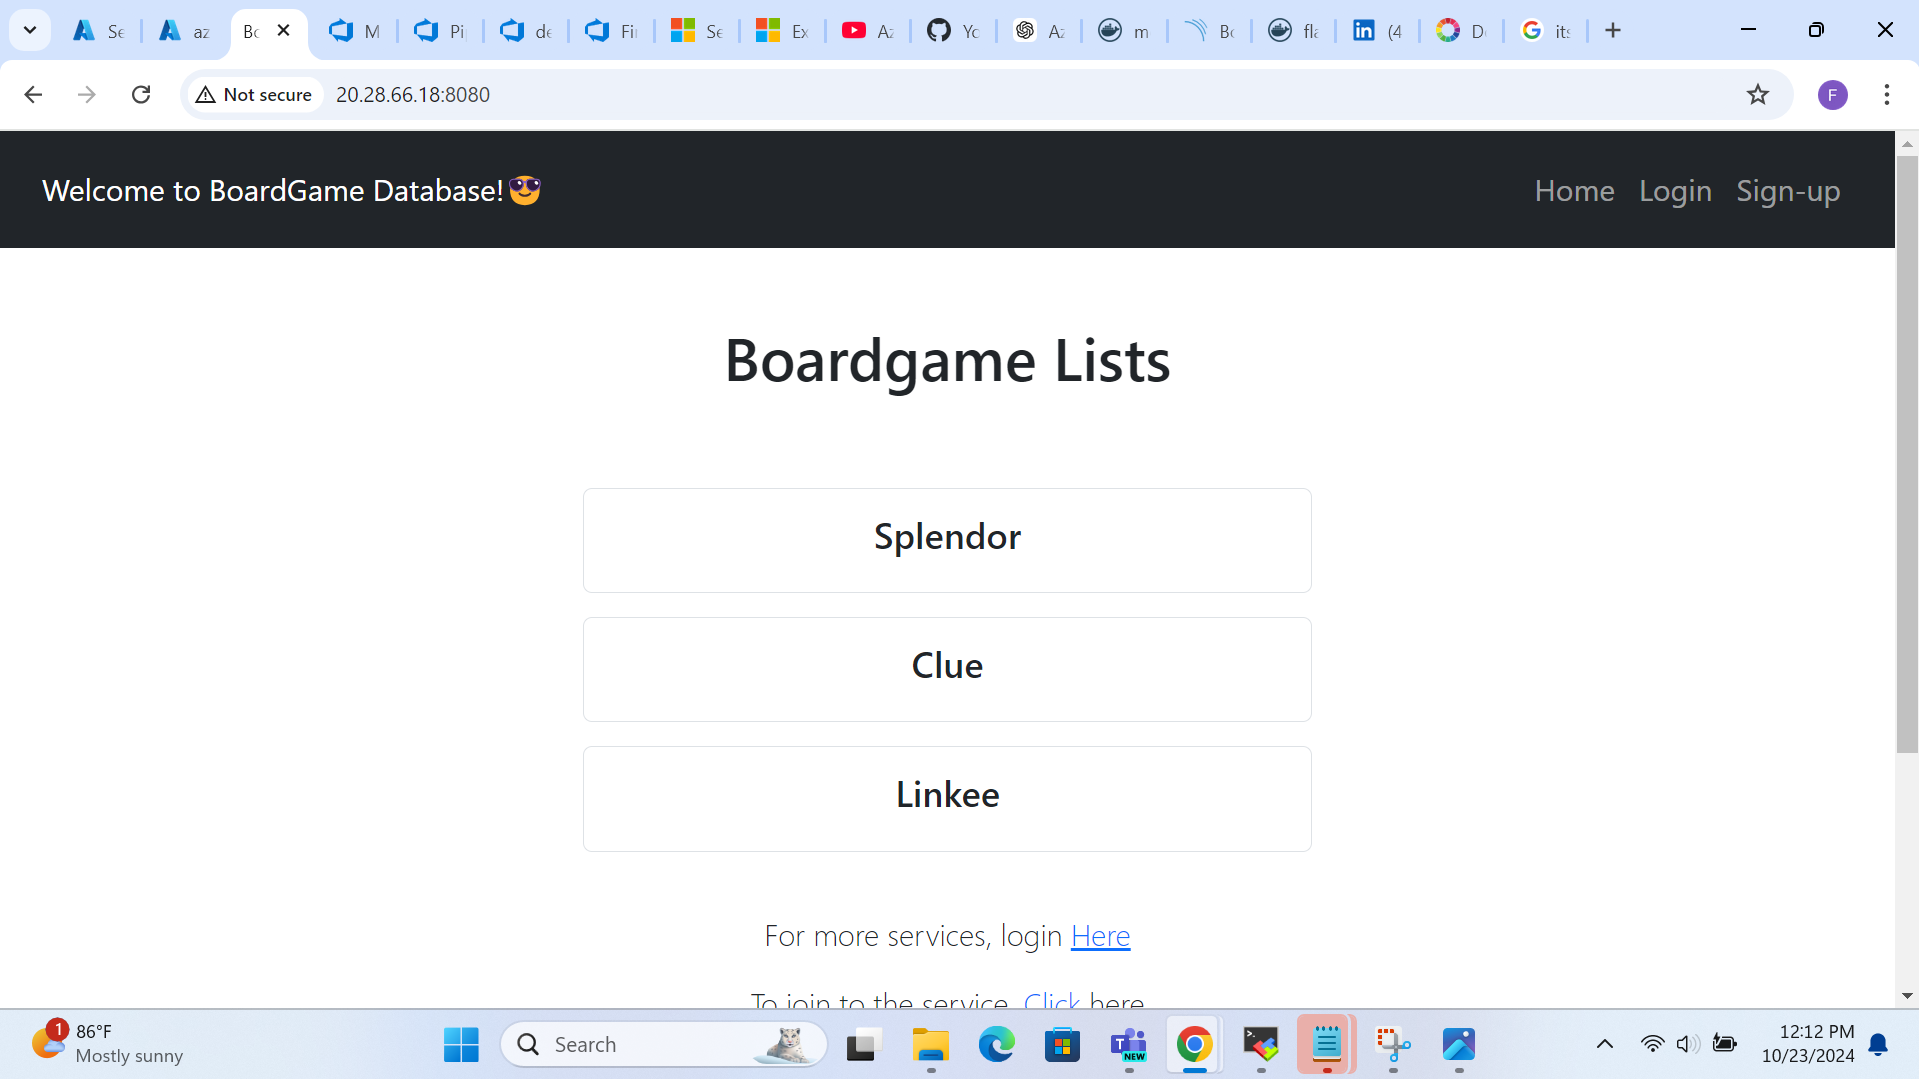 Se
az
Bo
M
Pi
de
Fi
Se
Ex
Az
Yo
Az
m
Bo
fla
(4
D
its
Not secure
20.28.66.18:8080
F
Welcome to BoardGame Database!😎
Home
Login
Sign-up
Boardgame Lists
Splendor
Clue
Linkee
For more services, login Here
To join to the service, Click here
1
86°F
Mostly sunny
Search
T
NEW
12:12 PM
10/23/2024